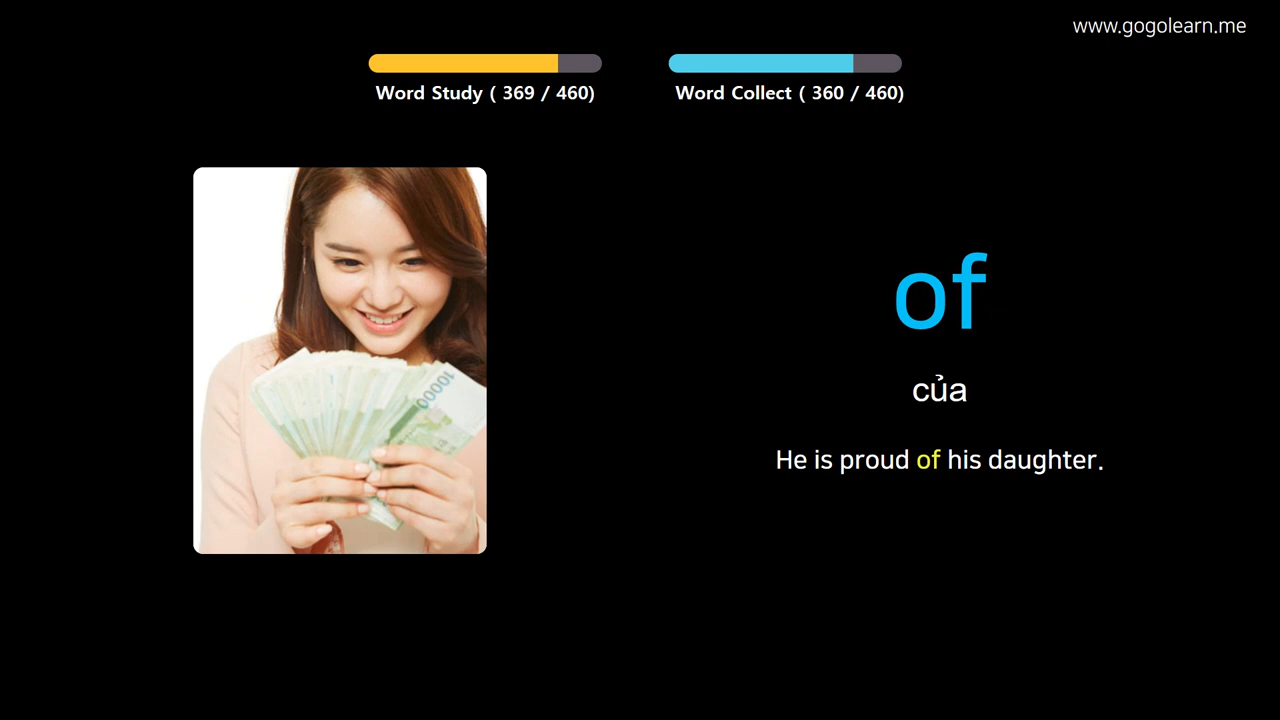 www.gogolearn.me
Word Study ( 369 / 460)
Word Collect ( 360 / 460)
10000
of
của
He is proud of his daughter.